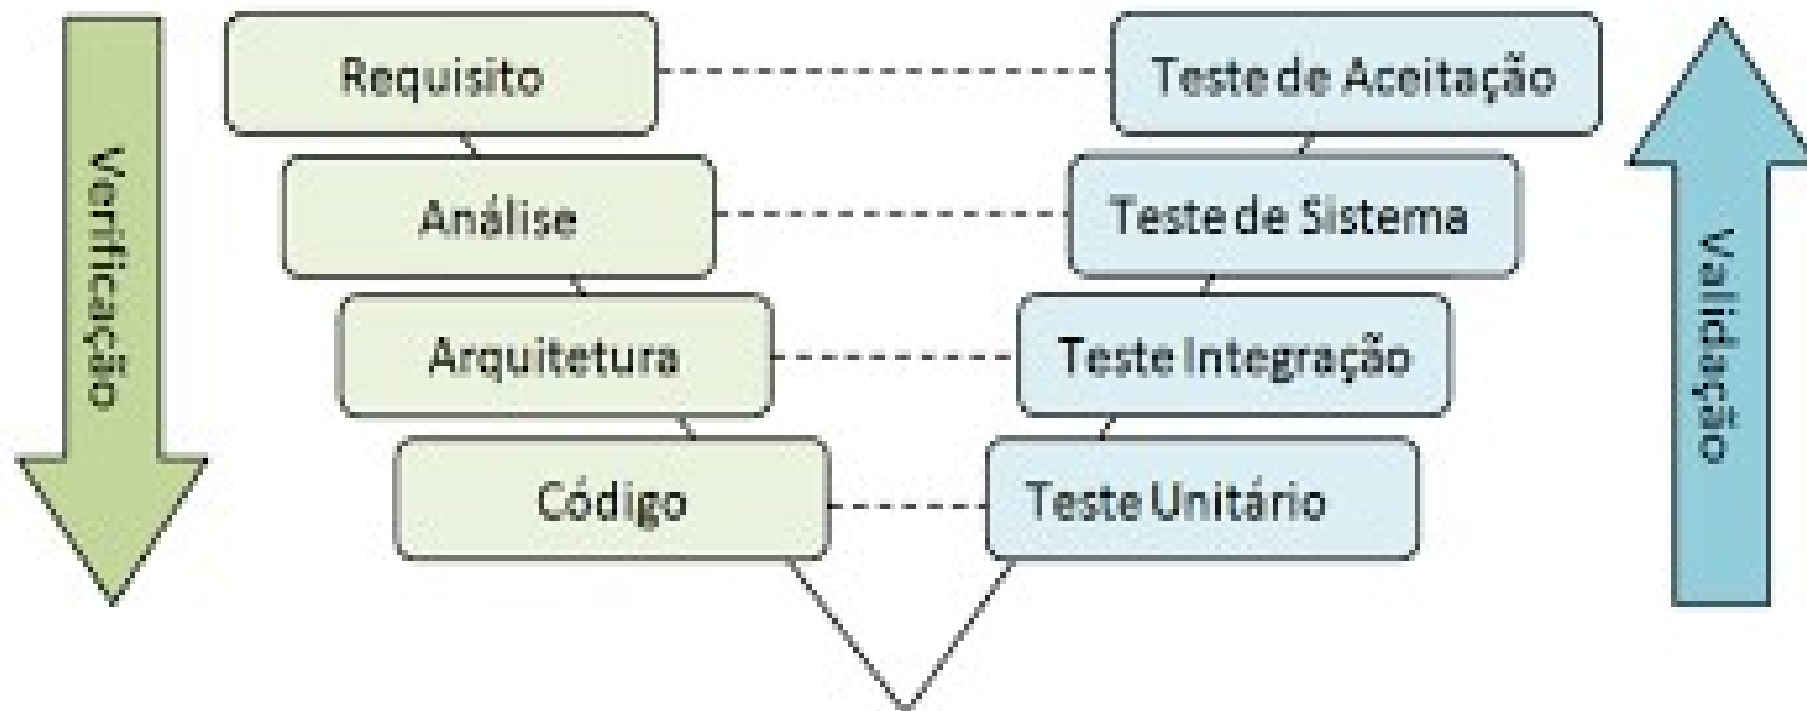 Verificação
Requisito
Teste de Aceitação
Análise
Teste de Sistema
Arquitetura
Teste Integração
Código
Teste Unitário
Validação